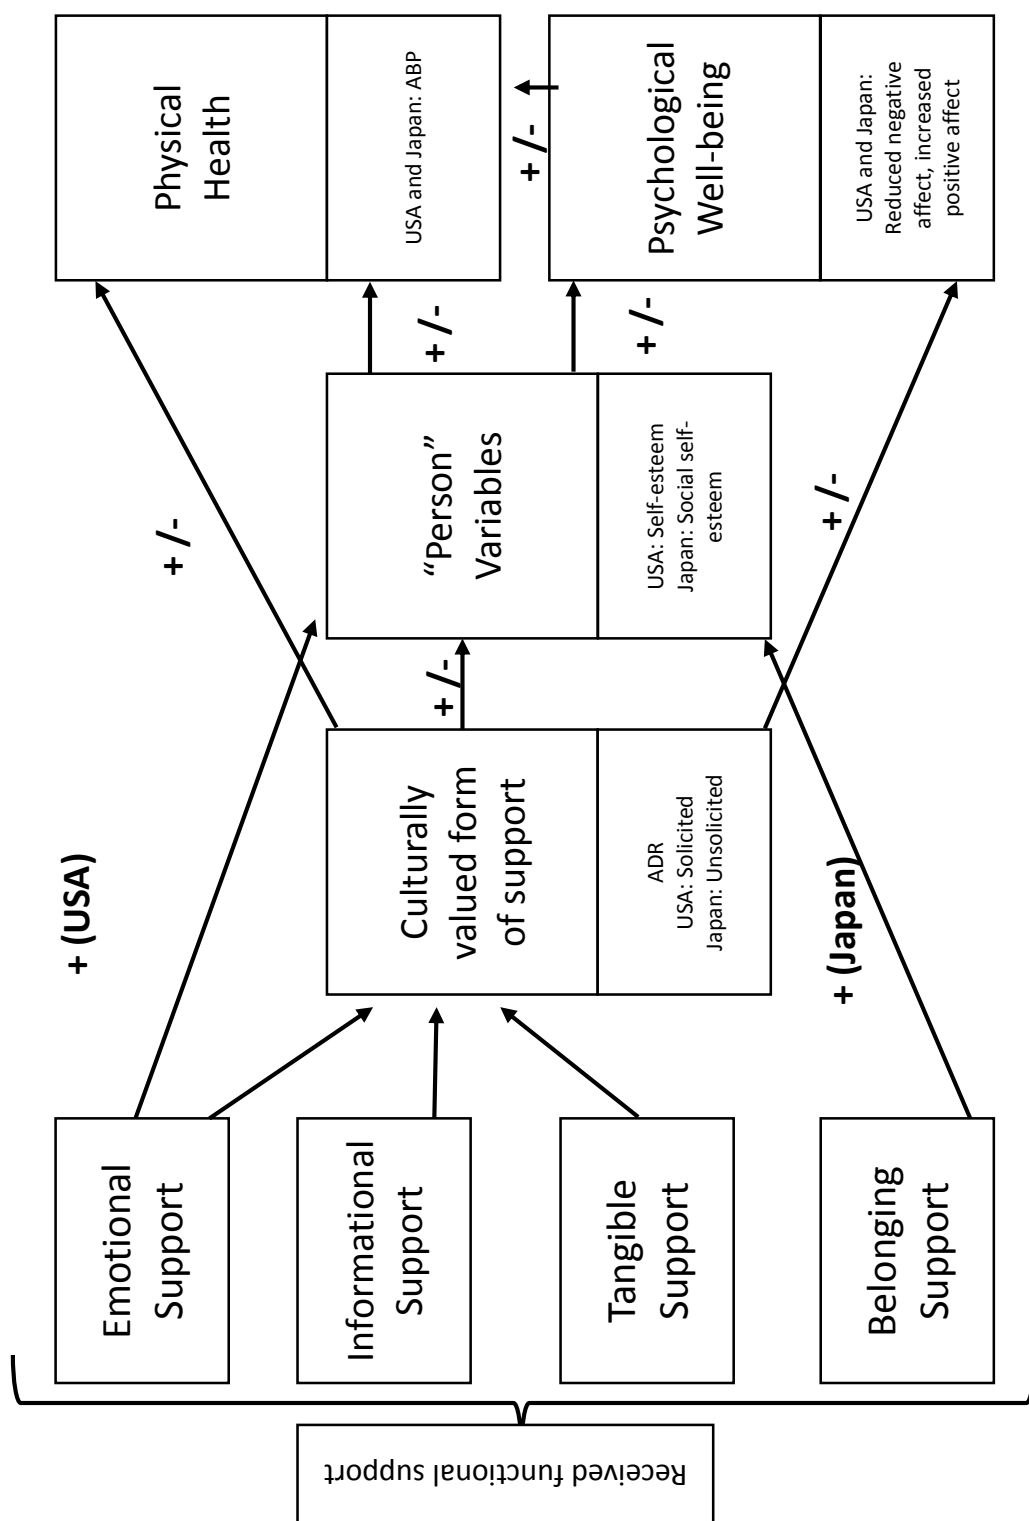 Received functional support
Emotional
Support
Informational
Support
Tangible
Support
Belonging
Support
+ (USA)
+ (Japan)
Culturally
valued form
of support
ADR
USA: Solicited
Japan: Unsolicited
+/-
+/-
+/-
“Person”
Variables
USA: Self-esteem
Japan: Social self-
esteem
+/-
+/-
Physical
Health
USA and Japan: ABP
+/-
Psychological
Well-being
USA and Japan:
Reduced negative
affect, increased
positive affect